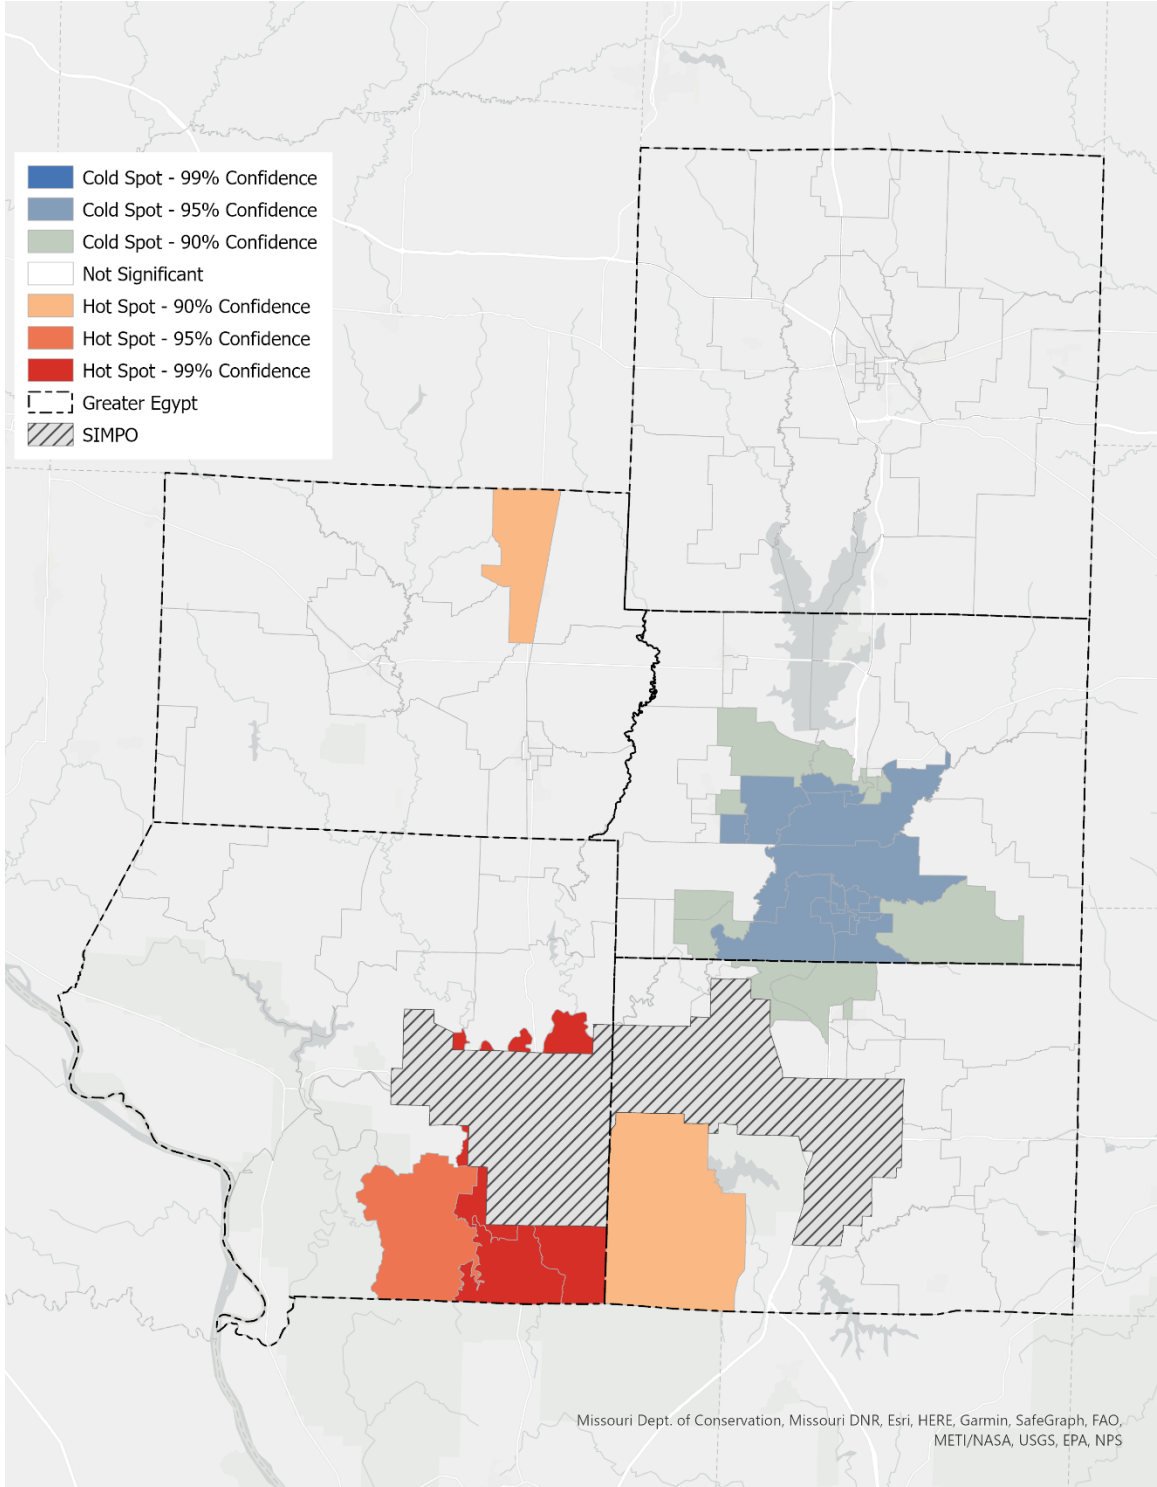 Cold Spot - 99% Confidence
Cold Spot - 95% Confidence
Cold Spot - 90% Confidence
Not Significant
Hot Spot - 90% Confidence
Hot Spot - 95% Confidence
Hot Spot - 99% Confidence
Greater Egypt
SIMPO
Missouri Dept. of Conservation, Missouri DNR, Esri, HERE, Garmin, SafeGraph, FAO,
METI/NASA, USGS, EPA, NPS